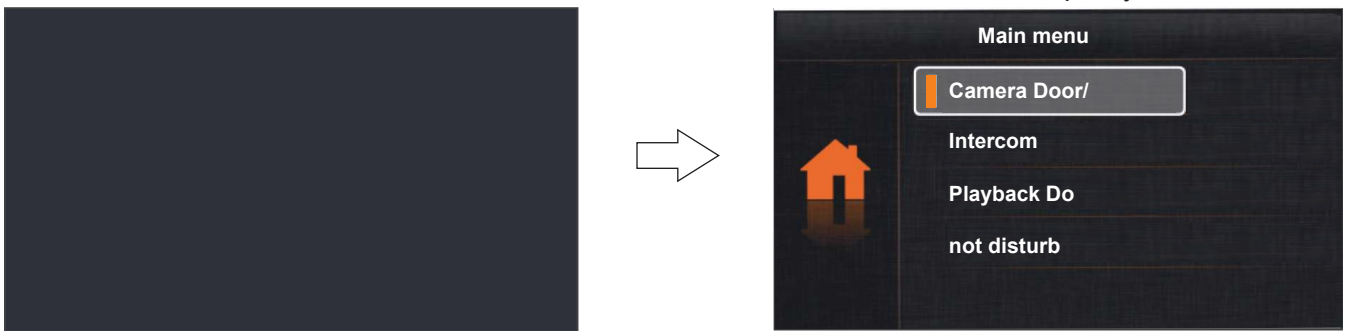 Main menu
Camera Door/
Intercom
Playback Do
not disturb